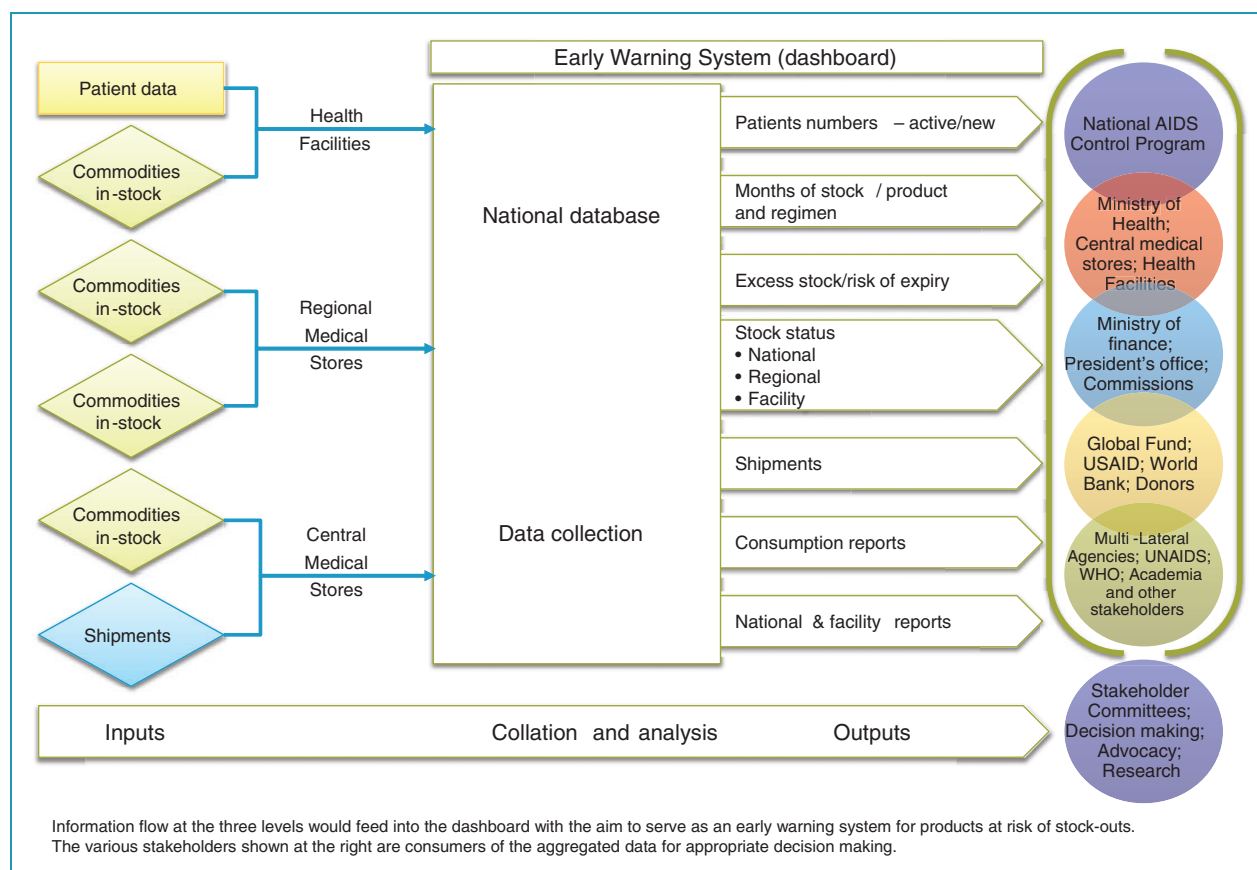 Early Warning System (dashboard)
Patient data
Commodities
in-stock
Health
Facilities
Commodities
in-stock
Commodities
in-stock
Regional
Medical
Stores
Commodities
in-stock
Shipments
Central
Medical
Stores
National database
Data collection
Patients numbers – active/new
Months of stock / product
and regimen
Excess stock/risk of expiry
Stock status
• National
• Regional
• Facility
Shipments
Consumption reports
National & facility reports
National AIDS
Control Program
Ministry of
Health;
Central medical
stores; Health
Facilities
Ministry of
finance;
President's office;
Commissions
Global Fund;
USAID; World
Bank; Donors
Multi-Lateral
Agencies; UNAIDS;
WHO; Academia
and other
stakeholders
Stakeholder
Committees;
Decision making;
Advocacy;
Research
Inputs
Collation and analysis
Outputs
Information flow at the three levels would feed into the dashboard with the aim to serve as an early warning system for products at risk of stock-outs.
The various stakeholders shown at the right are consumers of the aggregated data for appropriate decision making.